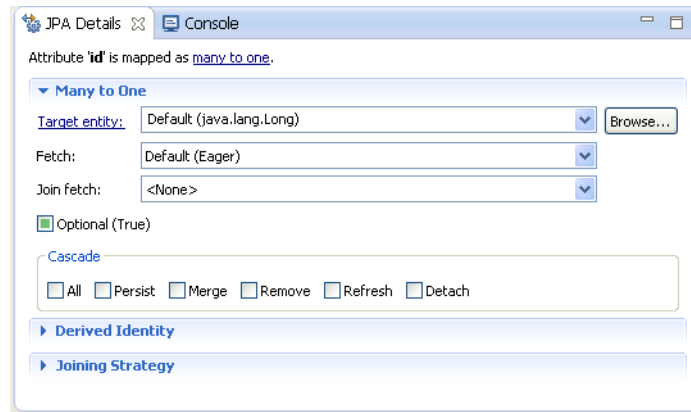 JPA Details Console
Attribute 'id' is mapped as many to one.
Many to One
Target entity: Default (java.lang.Long) Browse...
Fetch: Default (Eager)
Join fetch: <None>
Optional (True)
Cascade
All Persist Merge Remove Refresh Detach
Derived Identity
Joining Strategy